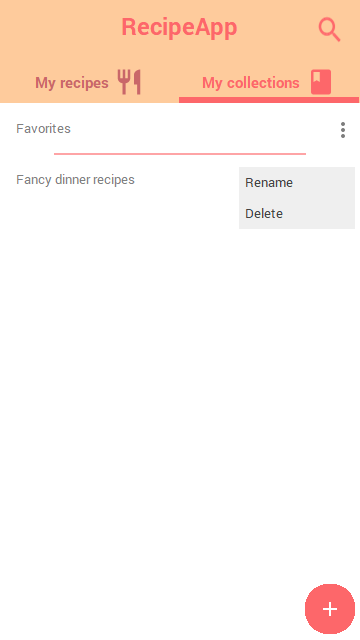 RecipeApp
My recipes
My collections
Favorites
Fancy dinner recipes
Rename
Delete